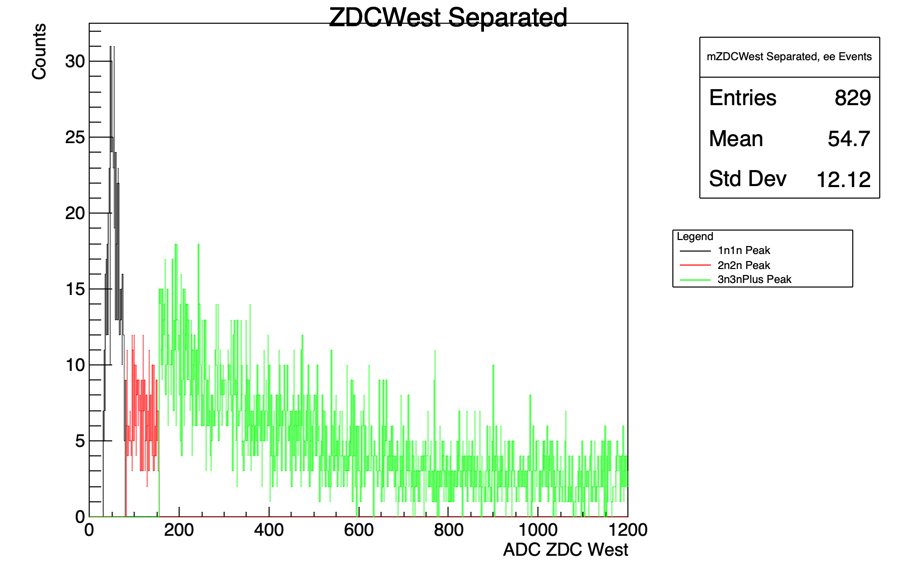 ZDCWest Separated
Counts
30
25
20
15
10
5
0
0 200 400 600 800 1000 1200
ADC ZDC West
mZDCWest Separated, ee Events
Entries 829
Mean 54.7
Std Dev 12.12
Legend
1n1n Peak
2n2n Peak
3n3nPlus Peak